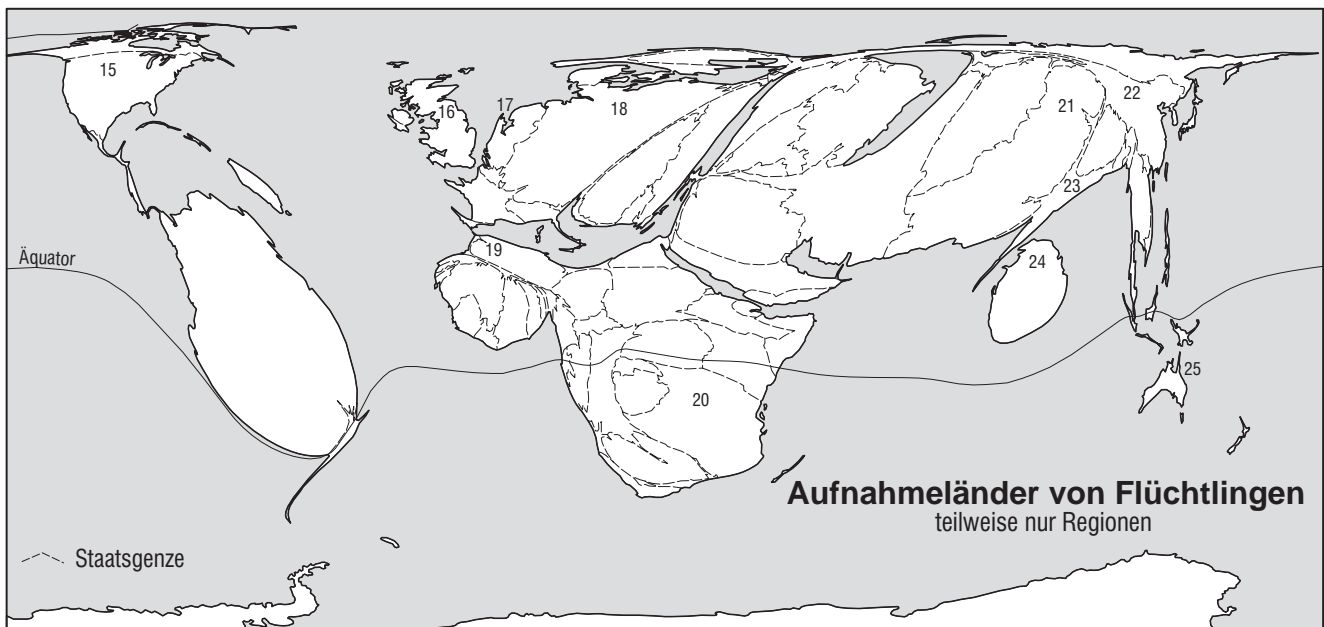 15
16
17
18
21
22
23
19
24
Äquator
25
20
Aufnahmeländer von Flüchtlingen
teilweise nur Regionen
Staatsgenze